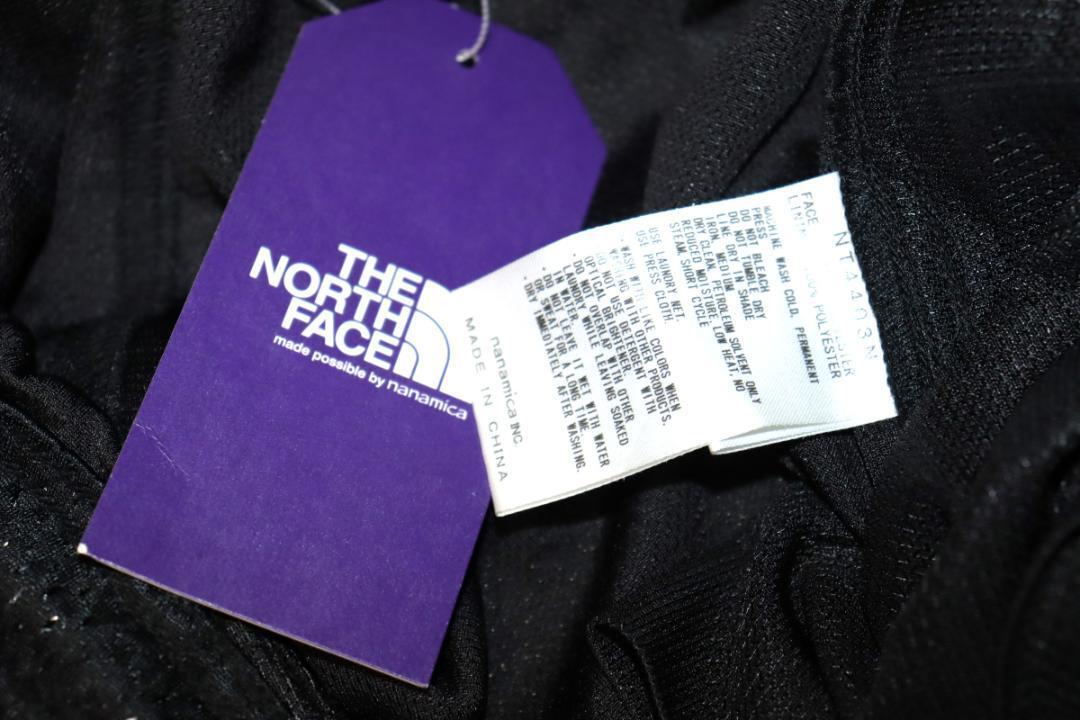 THE
NORTH
FACE
made possible by nanamica
NT4403N
FACE
100% POLYESTER
MACHINE WASH COLD, PERMANENT
PRESS BLEACH
DO NOT TUMBLE DRY
DO NOT
LINE DRY IN SHADE
IRON, MEDIUM
DRY CLEAN, PETROLEUM SOLVENT ONLY
REDUCED MOISTURE, LOW HEAT, NO
STEAM, SHORT CYCLE
USE LAUNDRY NET.
USE PRESS CLOTH.
・WASH WITH LIKE COLORS WHEN
WASHING WITH OTHER PRODUCTS.
・DO NOT USE DETERGENT WITH
OPTICAL BRIGHTENER.
・DO NOT OVERLAP WITH OTHER
LAUNDRY WHILE LEAVING SOAKED
IN WATER.
・DO NOT LEAVE IT WET WITH WATER
OR SWEAT FOR A LONG TIME.
・DRY IMMEDIATELY AFTER WASHING.
nanamica INC.
MADE IN CHINA